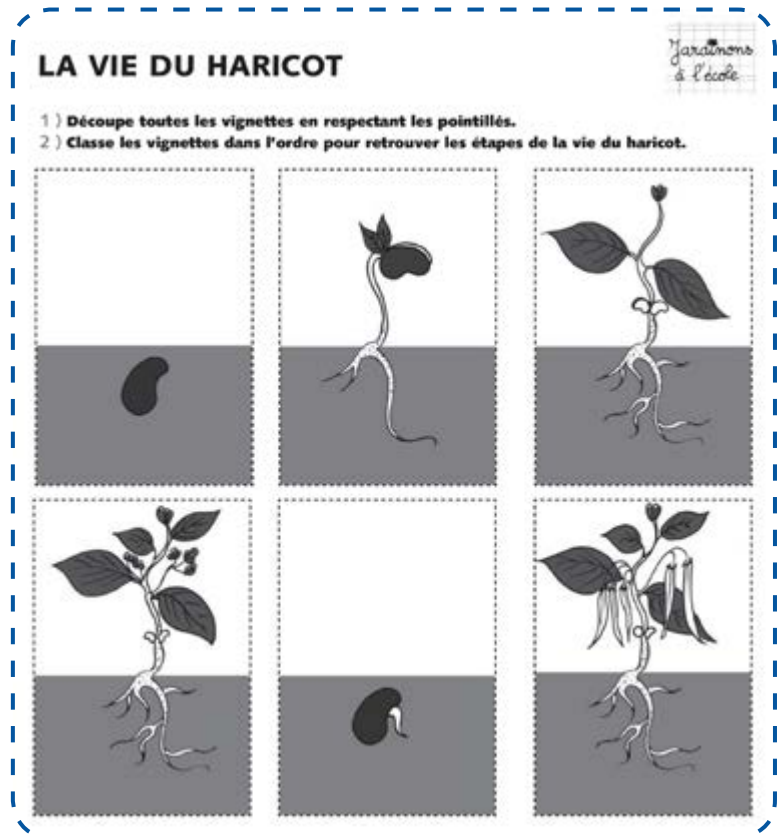 LA VIE DU HARICOT
Jardinons
à l'école
1 ) Découpe toutes les vignettes en respectant les pointillés.
2 ) Classe les vignettes dans l'ordre pour retrouver les étapes de la vie du haricot.